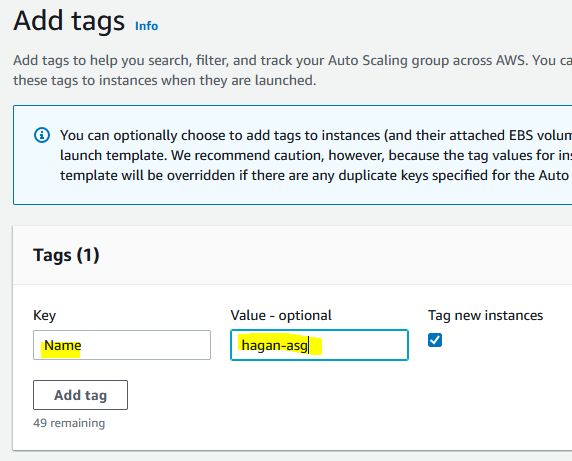 Add tags Info
Add tags to help you search, filter, and track your Auto Scaling group across AWS. You ca
these tags to instances when they are launched.
You can optionally choose to add tags to instances (and their attached EBS volum
launch template. We recommend caution, however, because the tag values for ins
template will be overridden if there are any duplicate keys specified for the Auto
Tags (1)
Key Value - optional Tag new instances
Name hagan-asg
Add tag
49 remaining